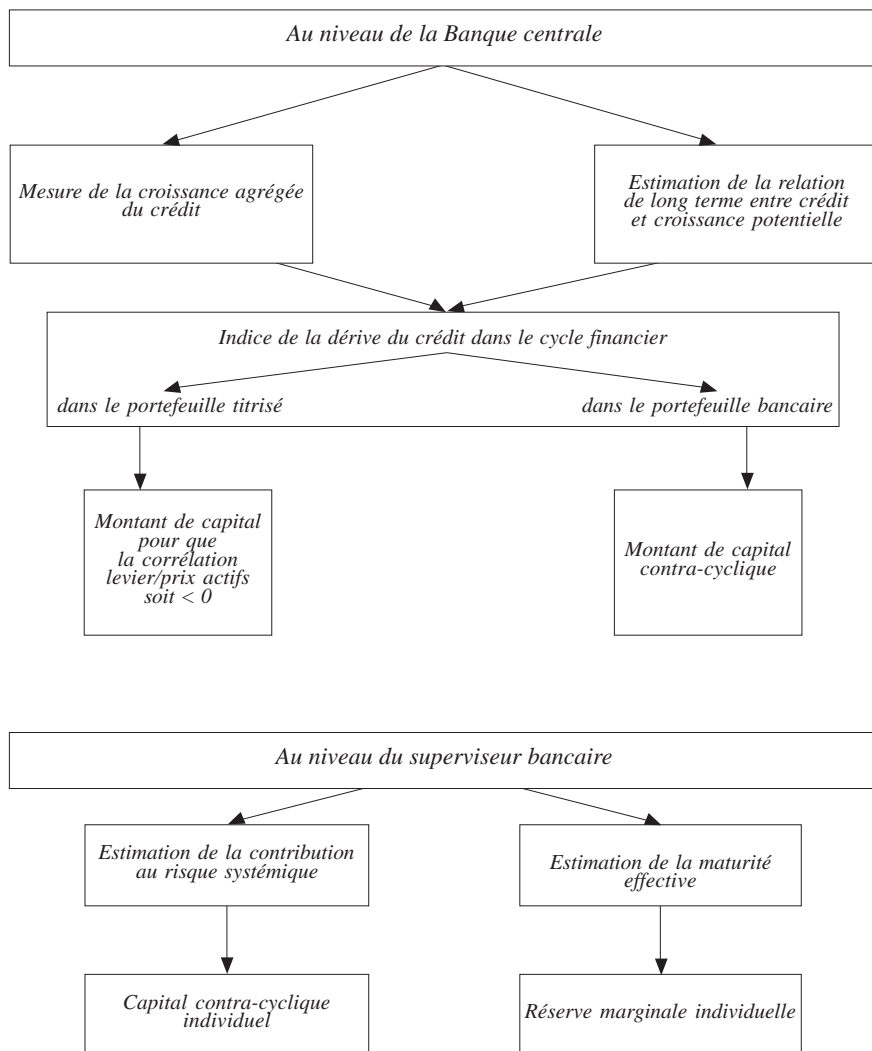 Au niveau de la Banque centrale
Mesure de la croissance agrégée
du crédit
Estimation de la relation
de long terme entre crédit
et croissance potentielle
Indice de la dérive du crédit dans le cycle financier
dans le portefeuille titrisé
dans le portefeuille bancaire
Montant de capital
pour que
la corrélation
levier/prix actifs
soit < 0
Montant de capital
contra-cyclique
Au niveau du superviseur bancaire
Estimation de la contribution
au risque systémique
Estimation de la maturité
effective
Capital contra-cyclique
individuel
Réserve marginale individuelle